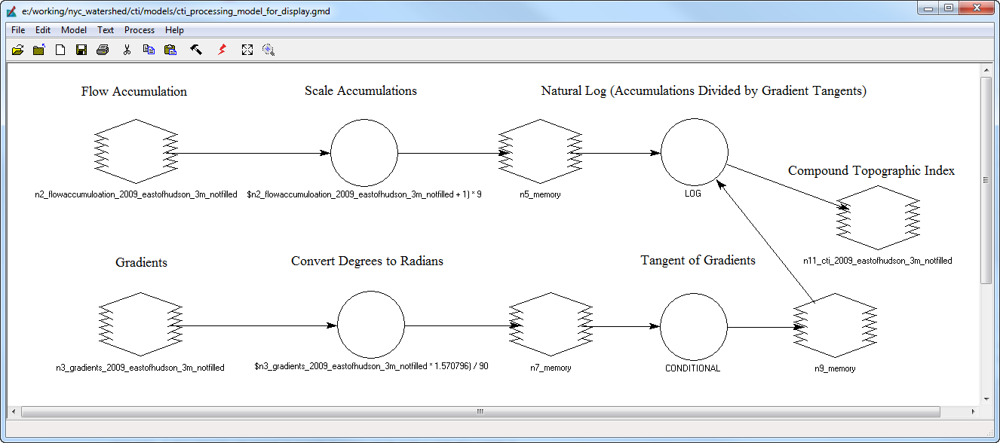 e:/working/nyc_watershed/cti/models/cti_processing_model_for_display.gmd
File Edit Model Text Process Help
Flow Accumulation
Scale Accumulations
Natural Log (Accumulations Divided by Gradient Tangents)
Compound Topographic Index
n2_flowaccumuloation_2009_eastofhudson_3m_notfilled
$n2_flowaccumuloation_2009_eastofhudson_3m_notfilled + 1) * 9
n5_memory
LOG
n11_cti_2009_eastofhudson_3m_notfilled
Gradients
Convert Degrees to Radians
Tangent of Gradients
n3_gradients_2009_eastofhudson_3m_notfilled
$n3_gradients_2009_eastofhudson_3m_notfilled * 1.570796) / 90
n7_memory
CONDITIONAL
n9_memory